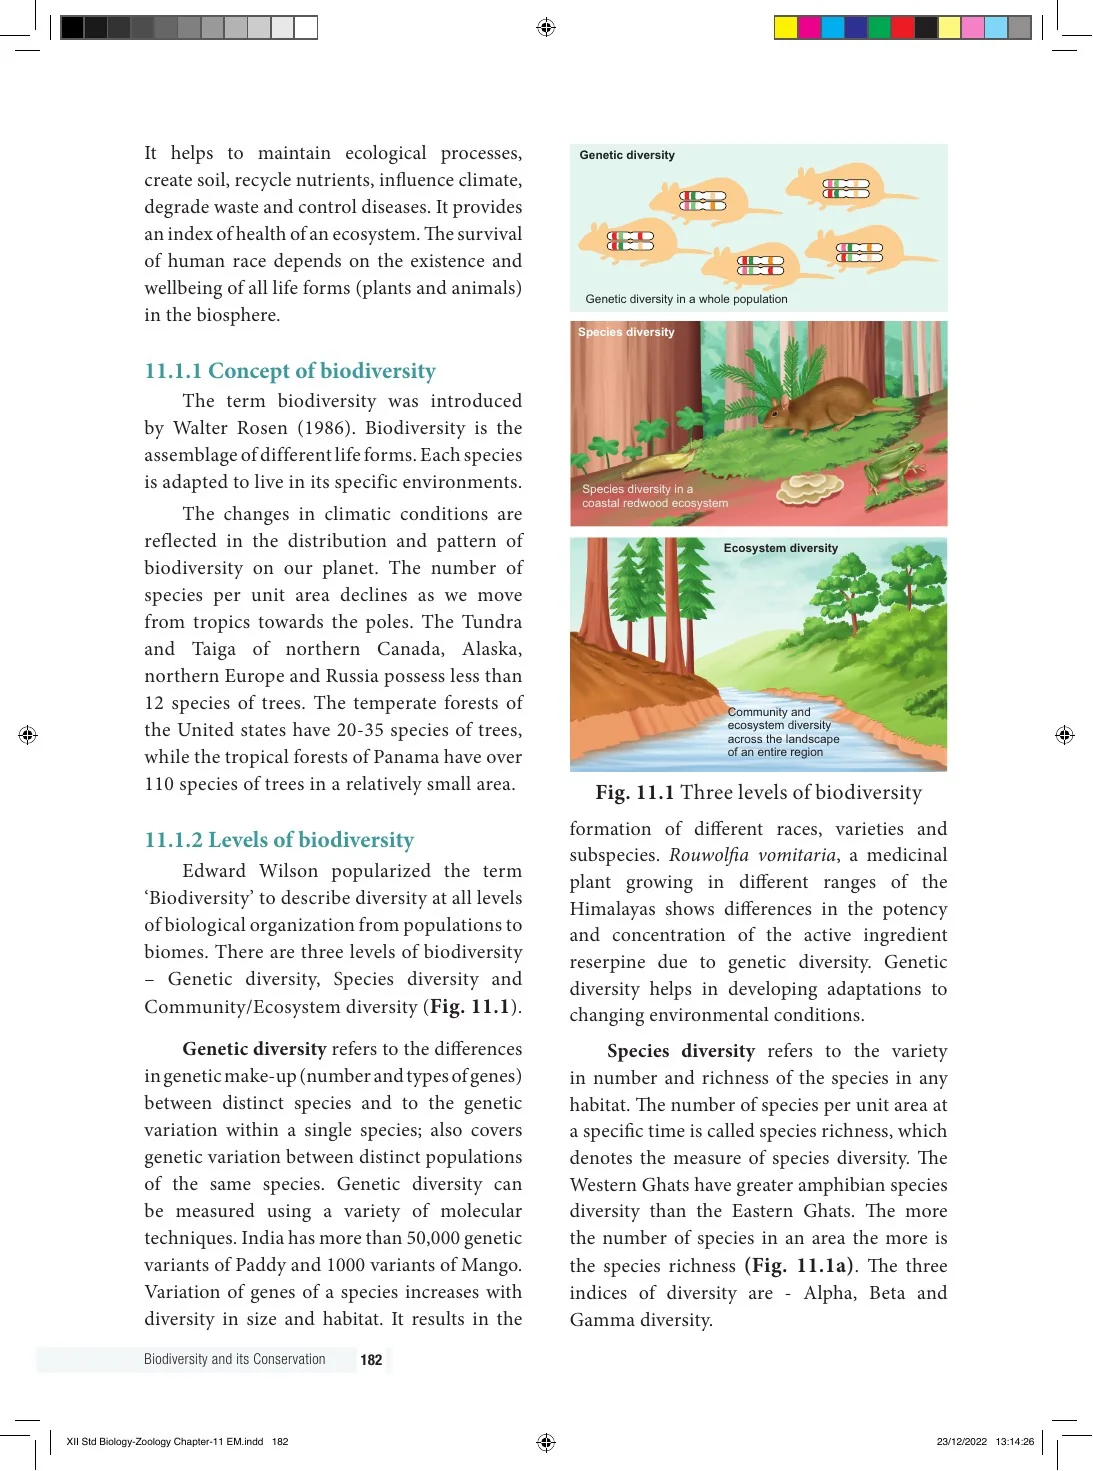 It helps to maintain ecological processes,
create soil, recycle nutrients, influence climate,
degrade waste and control diseases. It provides
an index of health of an ecosystem. The survival
of human race depends on the existence and
wellbeing of all life forms (plants and animals)
in the biosphere.
11.1.1 Concept of biodiversity
The term biodiversity was introduced
by Walter Rosen (1986). Biodiversity is the
assemblage of different life forms. Each species
is adapted to live in its specific environments.
The changes in climatic conditions are
reflected in the distribution and pattern of
biodiversity on our planet. The number of
species per unit area declines as we move
from tropics towards the poles. The Tundra
and Taiga of northern Canada, Alaska,
northern Europe and Russia possess less than
12 species of trees. The temperate forests of
the United states have 20-35 species of trees,
while the tropical forests of Panama have over
110 species of trees in a relatively small area.
11.1.2 Levels of biodiversity
Edward Wilson popularized the term
‘Biodiversity’ to describe diversity at all levels
of biological organization from populations to
biomes. There are three levels of biodiversity
– Genetic diversity, Species diversity and
Community/Ecosystem diversity (Fig. 11.1).
Genetic diversity refers to the differences
in genetic make-up (number and types of genes)
between distinct species and to the genetic
variation within a single species; also covers
genetic variation between distinct populations
of the same species. Genetic diversity can
be measured using a variety of molecular
techniques. India has more than 50,000 genetic
variants of Paddy and 1000 variants of Mango.
Variation of genes of a species increases with
diversity in size and habitat. It results in the
Genetic diversity
Genetic diversity in a whole population
Species diversity
Species diversity in a
coastal redwood ecosystem
Ecosystem diversity
Community and
ecosystem diversity
across the landscape
of an entire region
Fig. 11.1 Three levels of biodiversity
formation of different races, varieties and
subspecies. Rouwolfia vomitaria, a medicinal
plant growing in different ranges of the
Himalayas shows differences in the potency
and concentration of the active ingredient
reserpine due to genetic diversity. Genetic
diversity helps in developing adaptations to
changing environmental conditions.
Species diversity refers to the variety
in number and richness of the species in any
habitat. The number of species per unit area at
a specific time is called species richness, which
denotes the measure of species diversity. The
Western Ghats have greater amphibian species
diversity than the Eastern Ghats. The more
the number of species in an area the more is
the species richness (Fig. 11.1a). The three
indices of diversity are - Alpha, Beta and
Gamma diversity.
Biodiversity and its Conservation 182
XII Std Biology-Zoology Chapter-11 EM.indd 182
23/12/2022 13:14:26